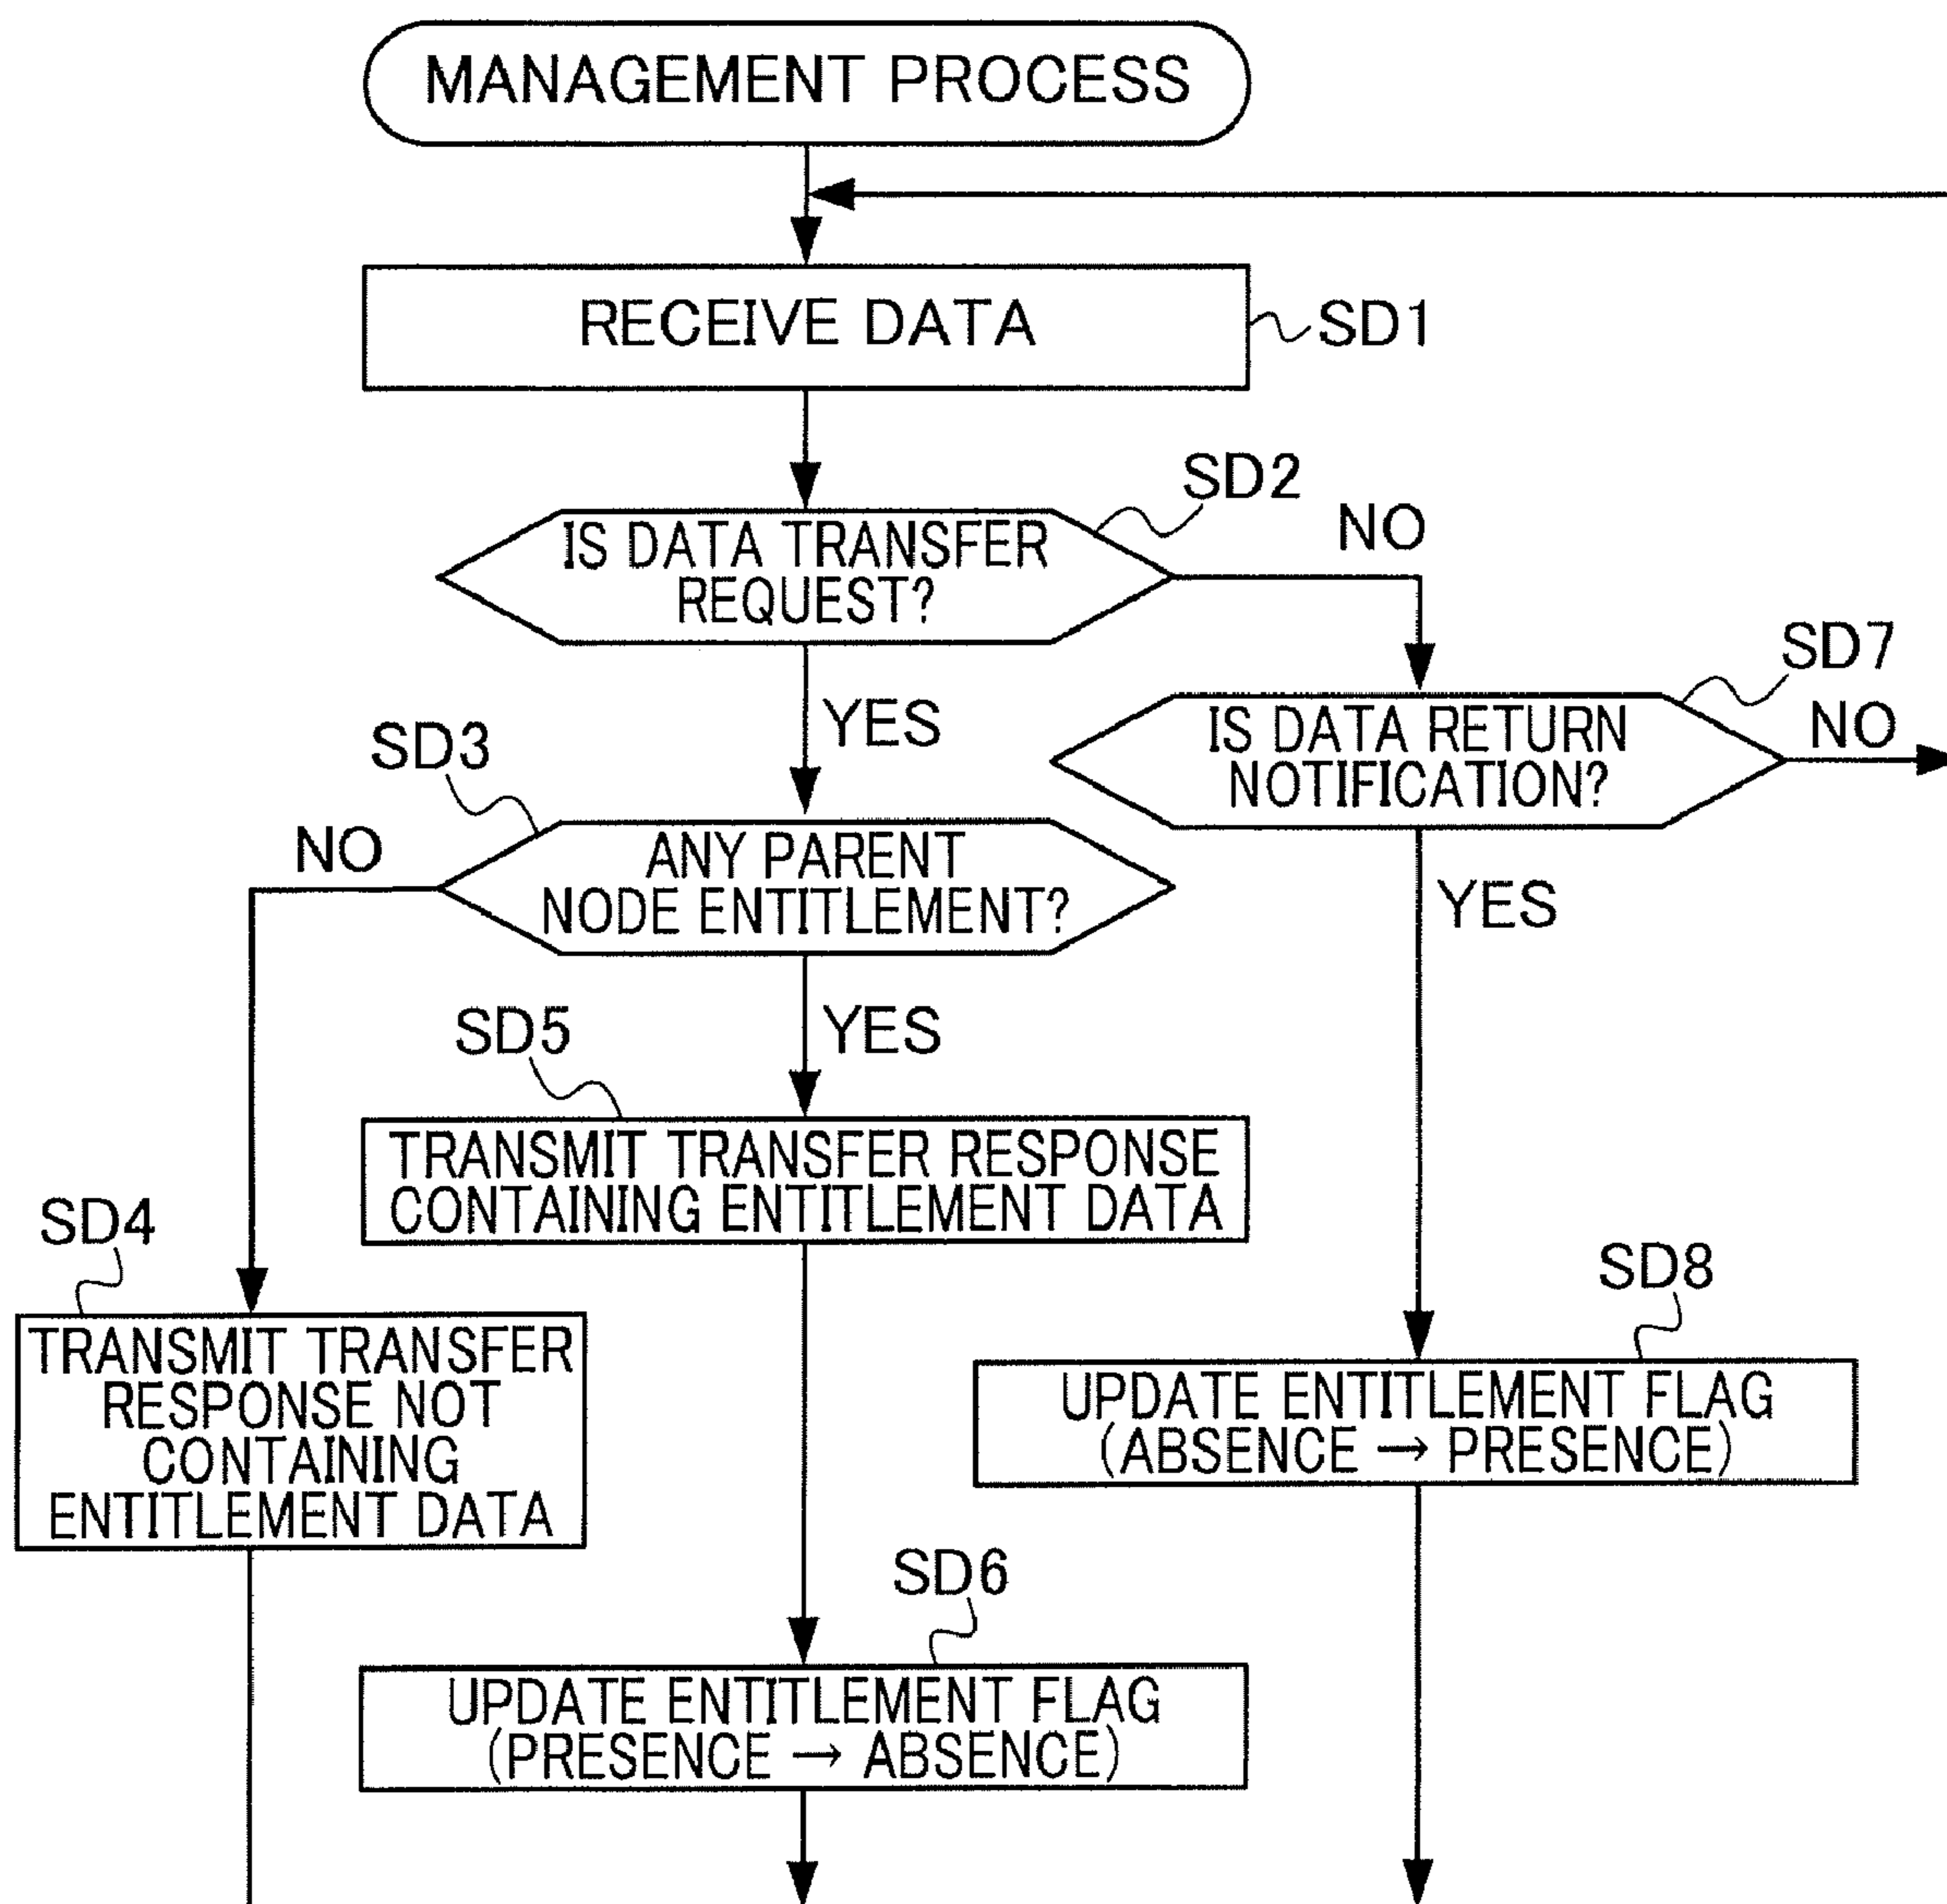 MANAGEMENT PROCESS
RECEIVE DATA
SD1
SD2
IS DATA TRANSFER
REQUEST?
NO
YES
SD7
IS DATA RETURN
NOTIFICATION?
NO
YES
SD3
ANY PARENT
NODE ENTITLEMENT?
NO
YES
SD5
TRANSMIT TRANSFER RESPONSE
CONTAINING ENTITLEMENT DATA
SD4
TRANSMIT TRANSFER
RESPONSE NOT
CONTAINING
ENTITLEMENT DATA
SD8
UPDATE ENTITLEMENT FLAG
(ABSENCE → PRESENCE)
SD6
UPDATE ENTITLEMENT FLAG
(PRESENCE → ABSENCE)